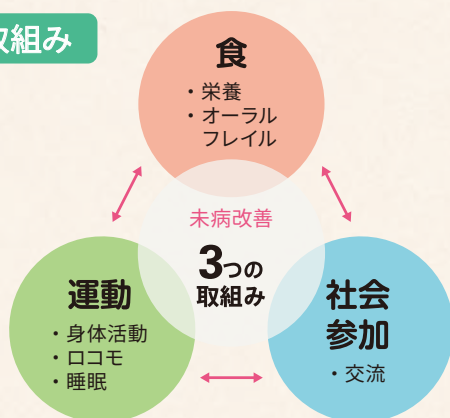 取組み
食
・栄養
・オーラル
フレイル
未病改善
3つの
取組み
運動
・身体活動
・ロコモ
・睡眠
社会
参加
・交流